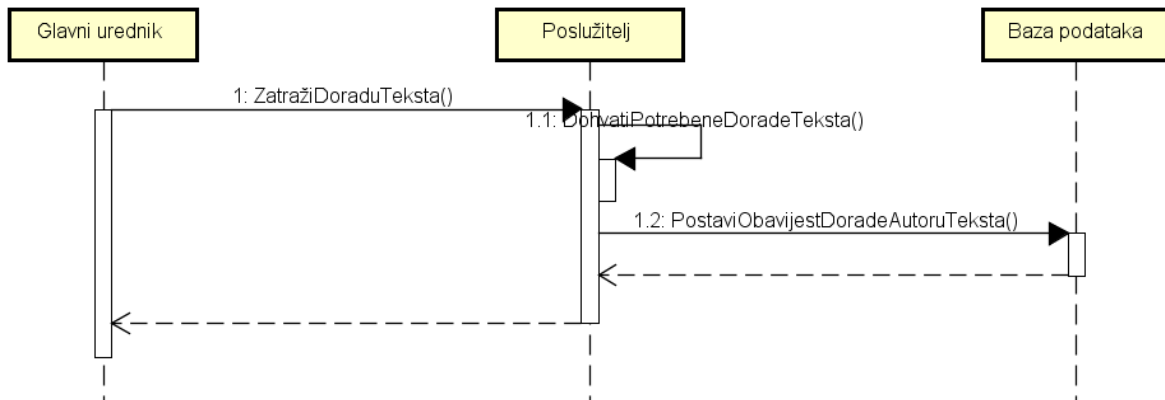 Glavni urednik
Poslužitelj
Baza podataka
1: ZatražiDoraduTeksta()
1.1: DohvatiPotrebeneDoradeTeksta()
1.2: PostaviObavijestDoradeAutoruTeksta()